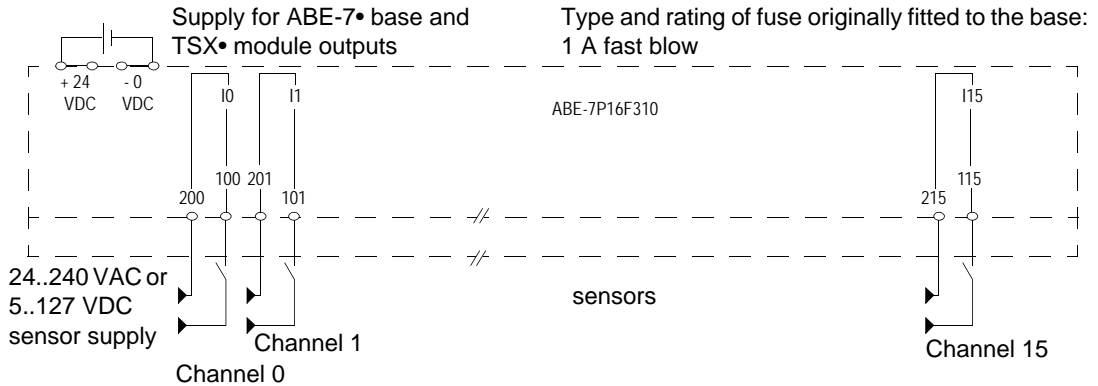 Supply for ABE-7• base and
TSX• module outputs
Type and rating of fuse originally fitted to the base:
1 A fast blow
+ 24
VDC
- 0
VDC
I0
I1
I15
ABE-7P16F310
200
100
201
101
215
115
24..240 VAC or
5..127 VDC
sensor supply
sensors
Channel 0
Channel 1
Channel 15